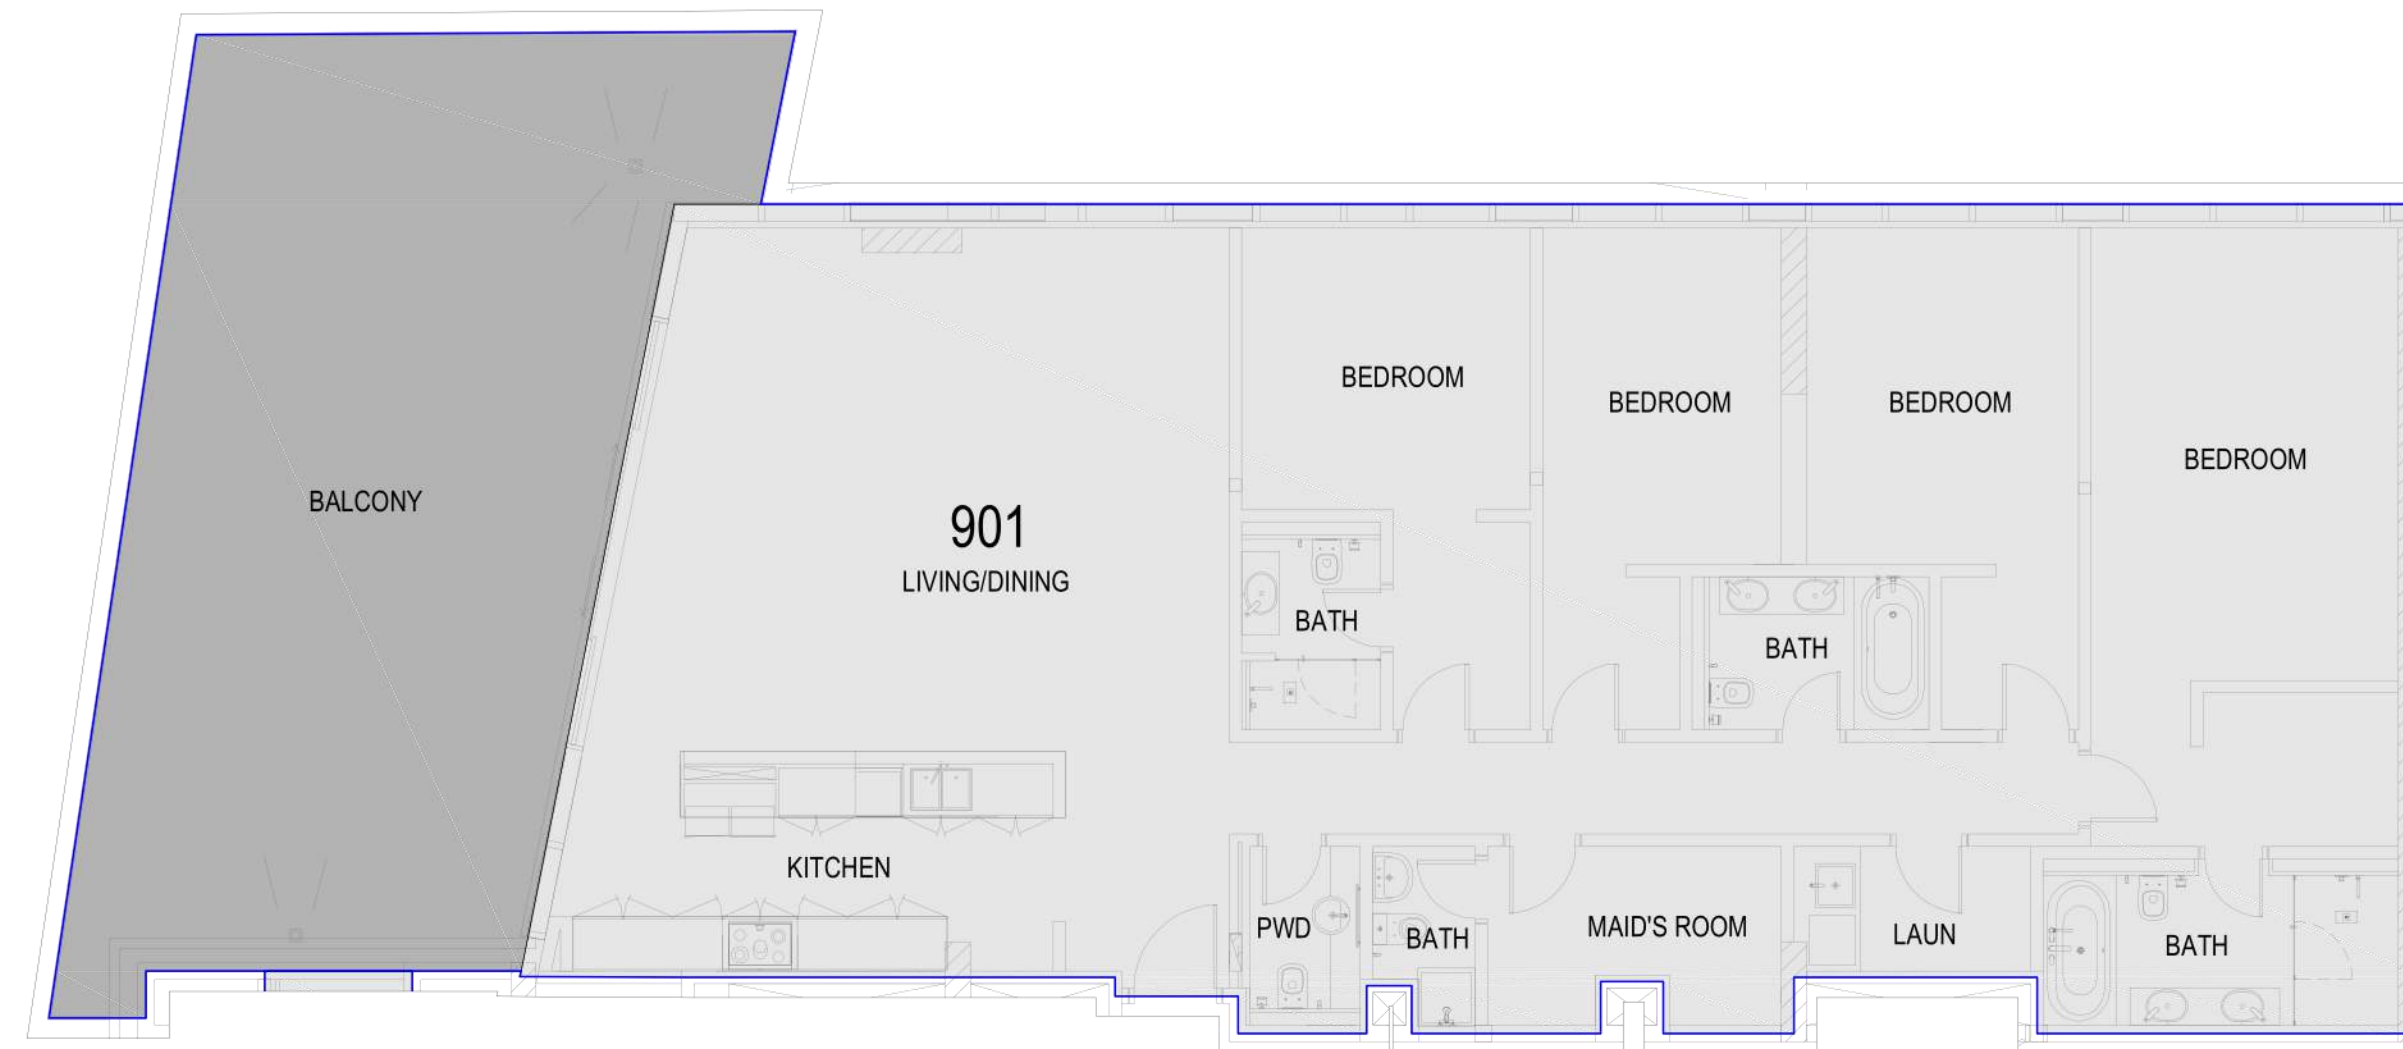 BEDROOM
BEDROOM
BEDROOM
BEDROOM
BALCONY
901
LIVING/DINING
BATH
BATH
KITCHEN
PWD
BATH
MAID'S ROOM
LAUN
BATH